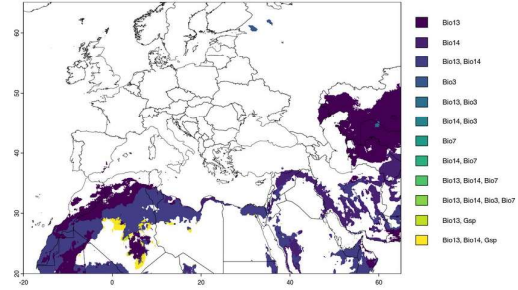 60
50
40
30
20
-20
0
20
40
60
Bio13
Bio14
Bio13, Bio14
Bio3
Bio13, Bio3
Bio14, Bio3
Bio7
Bio14, Bio7
Bio13, Bio14, Bio7
Bio13, Bio14, Bio3, Bio7
Bio13, Gsp
Bio13, Bio14, Gsp